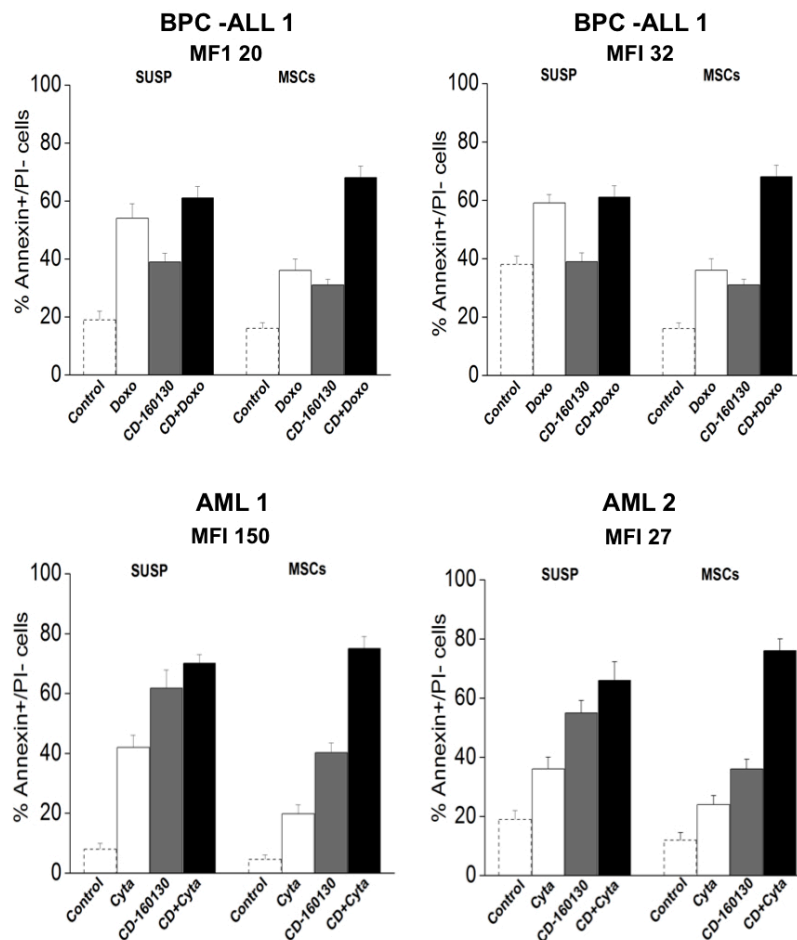 BPC -ALL 1
MF1 20
SUSP
MSCs
% Annexin+/PI- cells
100
80
60
40
20
0
Control
Doxo
CD-160130
CD+Doxo
Control
Doxo
CD-160130
CD+Doxo
BPC -ALL 1
MFI 32
SUSP
MSCs
% Annexin+/PI- cells
100
80
60
40
20
0
Control
Doxo
CD-160130
CD+Doxo
Control
Doxo
CD-160130
CD+Doxo
AML 1
MFI 150
SUSP
MSCs
% Annexin+/PI- cells
100
80
60
40
20
0
Control
Cyta
CD-160130
CD+Cyta
Control
Cyta
CD-160130
CD+Cyta
AML 2
MFI 27
SUSP
MSCs
% Annexin+/PI- cells
100
80
60
40
20
0
Control
Cyta
CD-160130
CD+Cyta
Control
Cyta
CD-160130
CD+Cyta